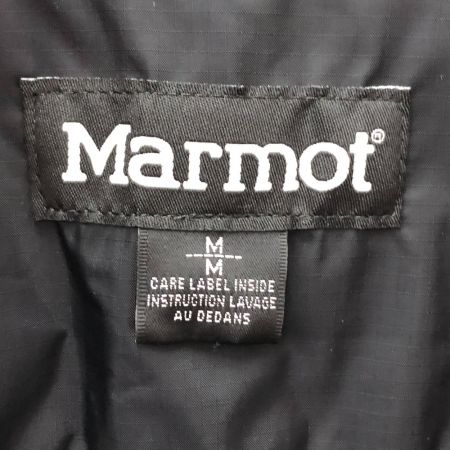 Marmot®
M
M
CARE LABEL INSIDE
INSTRUCTION LAVAGE
AU DEDANS